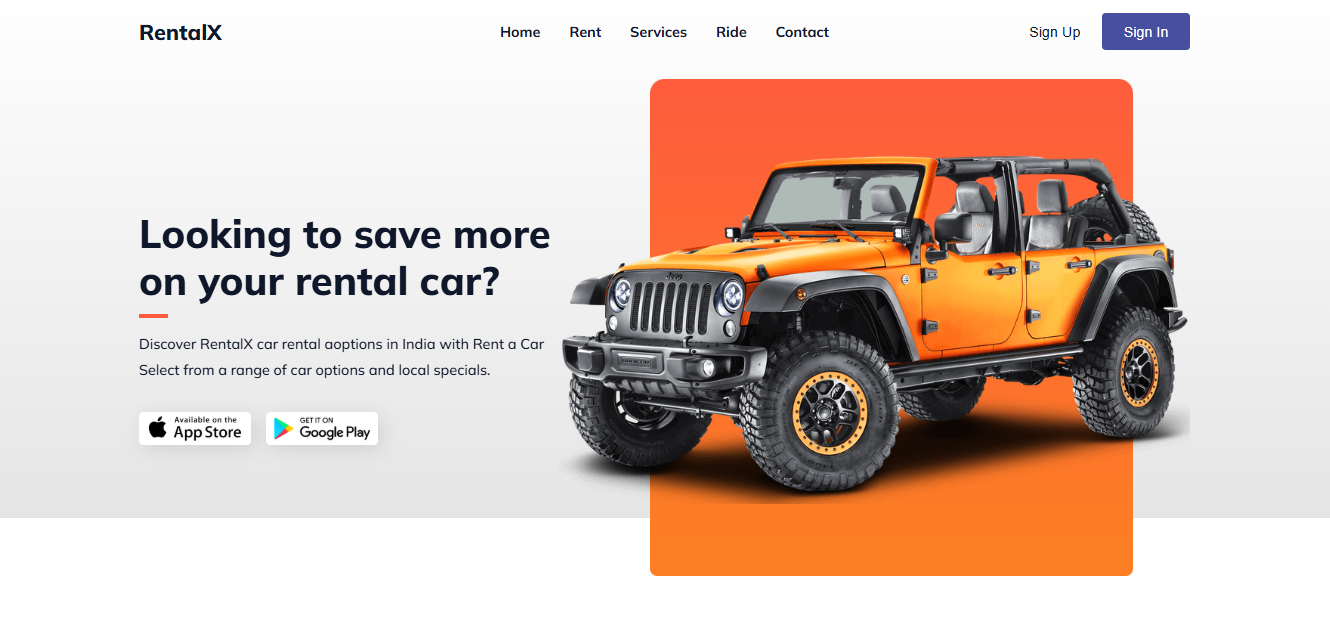 RentalX
Home Rent Services Ride Contact
Sign Up Sign In
Looking to save more
on your rental car?
Discover RentalX car rental aoptions in India with Rent a Car
Select from a range of car options and local specials.
Available on the
App Store
GET IT ON
Google Play
Jeep